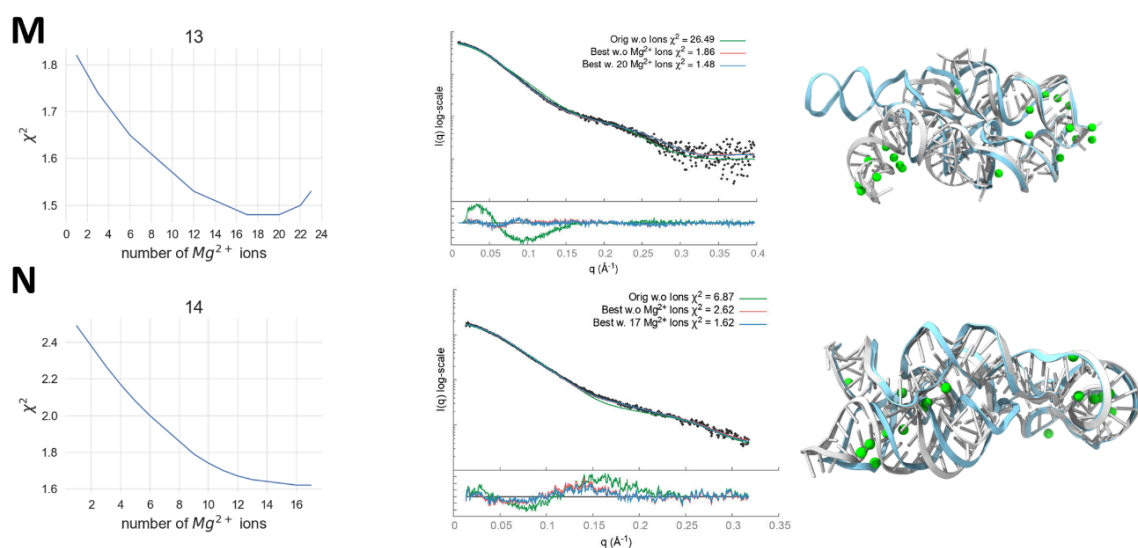 M
13
1.8
1.7
1.6
1.5
χ²
0 2 4 6 8 10 12 14 16 18 20 22 24
number of Mg²⁺ ions
Orig w.o Ions χ² = 26.49
Best w.o Mg²⁺ Ions χ² = 1.86
Best w. 20 Mg²⁺ Ions χ² = 1.48
I(q) log-scale
0 0.05 0.1 0.15 0.2 0.25 0.3 0.35 0.4
q (Å⁻¹)
N
14
2.4
2.2
2.0
1.8
1.6
χ²
2 4 6 8 10 12 14 16
number of Mg²⁺ ions
Orig w.o Ions χ² = 6.87
Best w.o Mg²⁺ Ions χ² = 2.62
Best w. 17 Mg²⁺ Ions χ² = 1.62
I(q) log-scale
0 0.05 0.1 0.15 0.2 0.25 0.3 0.35
q (Å⁻¹)